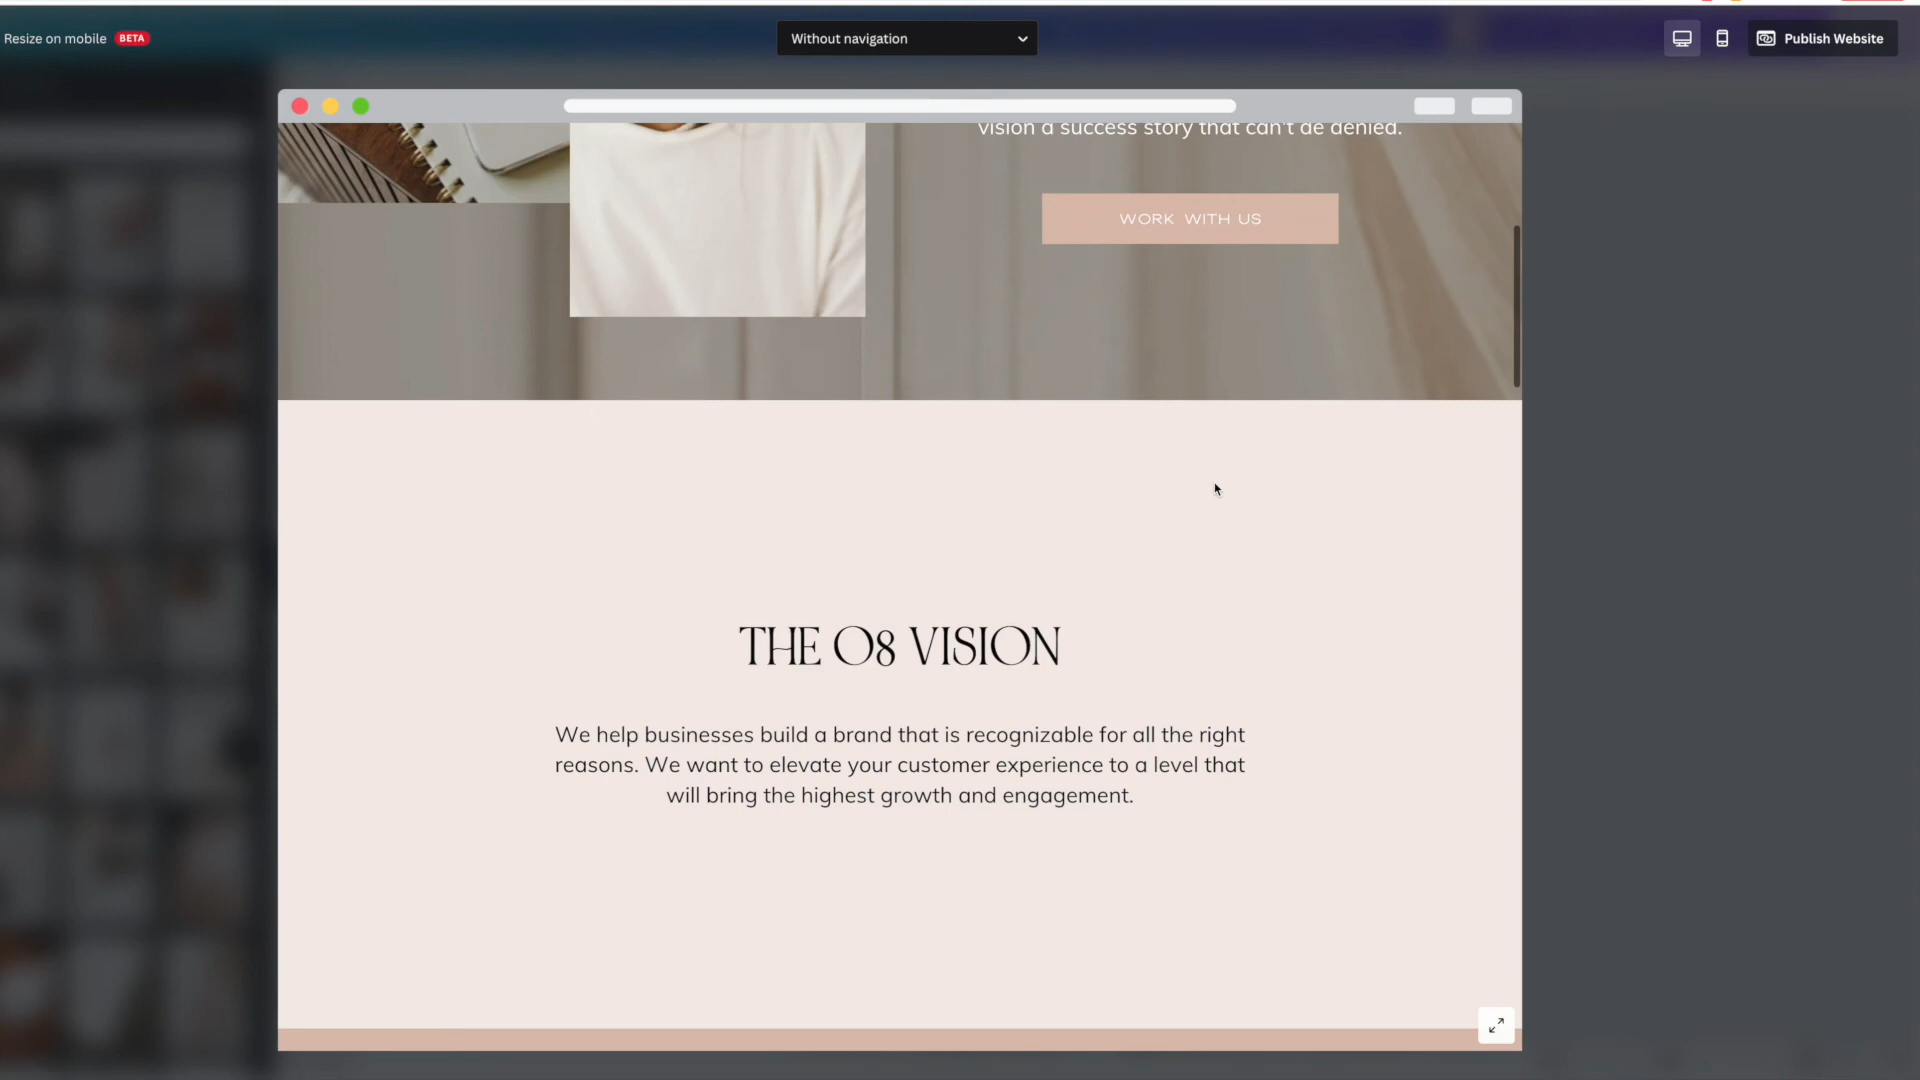 Resize on mobile BETA
Without navigation
Publish Website
vision a success story that can't de denied.
WORK WITH US
THE O8 VISION
We help businesses build a brand that is recognizable for all the right
reasons. We want to elevate your customer experience to a level that
will bring the highest growth and engagement.